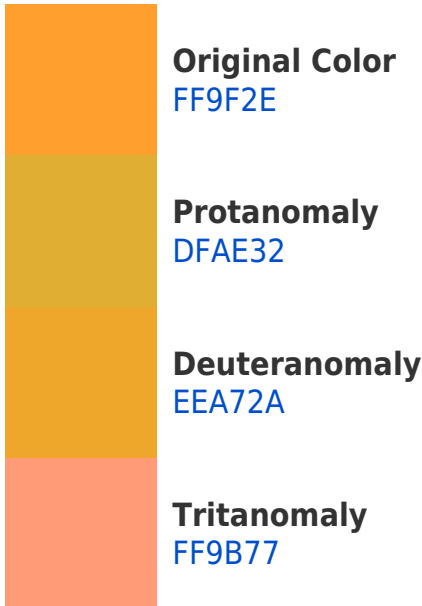 Original Color
FF9F2E
Protanomaly
DFAE32
Deuteranomaly
EEA72A
Tritanomaly
FF9B77